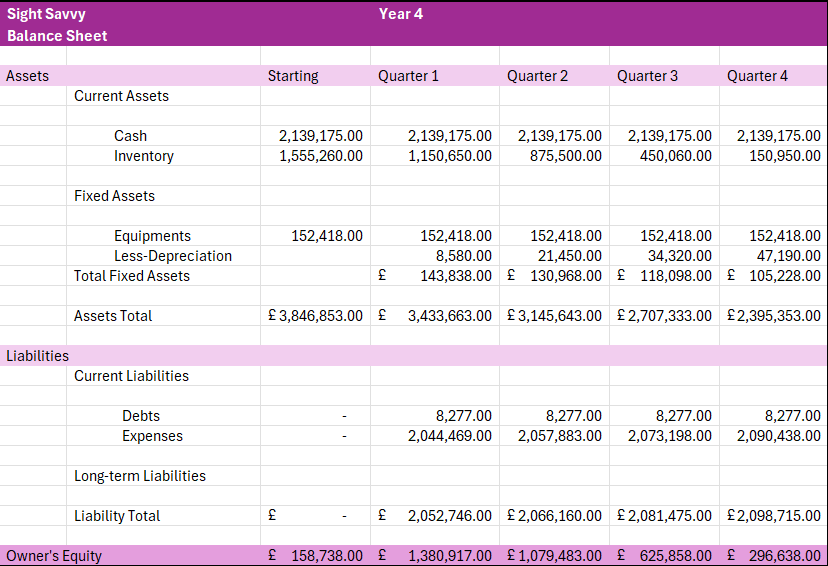 Sight Savvy Year 4
Balance Sheet
Assets Starting Quarter 1 Quarter 2 Quarter 3 Quarter 4
Current Assets
Cash 2,139,175.00 2,139,175.00 2,139,175.00 2,139,175.00 2,139,175.00
Inventory 1,555,260.00 1,150,650.00 875,500.00 450,060.00 150,950.00
Fixed Assets
Equipments 152,418.00 152,418.00 152,418.00 152,418.00 152,418.00
Less-Depreciation 8,580.00 21,450.00 34,320.00 47,190.00
Total Fixed Assets £ 143,838.00 £ 130,968.00 £ 118,098.00 £ 105,228.00
Assets Total £ 3,846,853.00 £ 3,433,663.00 £ 3,145,643.00 £ 2,707,333.00 £ 2,395,353.00
Liabilities
Current Liabilities
Debts - 8,277.00 8,277.00 8,277.00 8,277.00
Expenses - 2,044,469.00 2,057,883.00 2,073,198.00 2,090,438.00
Long-term Liabilities
Liability Total £ - £ 2,052,746.00 £ 2,066,160.00 £ 2,081,475.00 £ 2,098,715.00
Owner's Equity £ 158,738.00 £ 1,380,917.00 £ 1,079,483.00 £ 625,858.00 £ 296,638.00